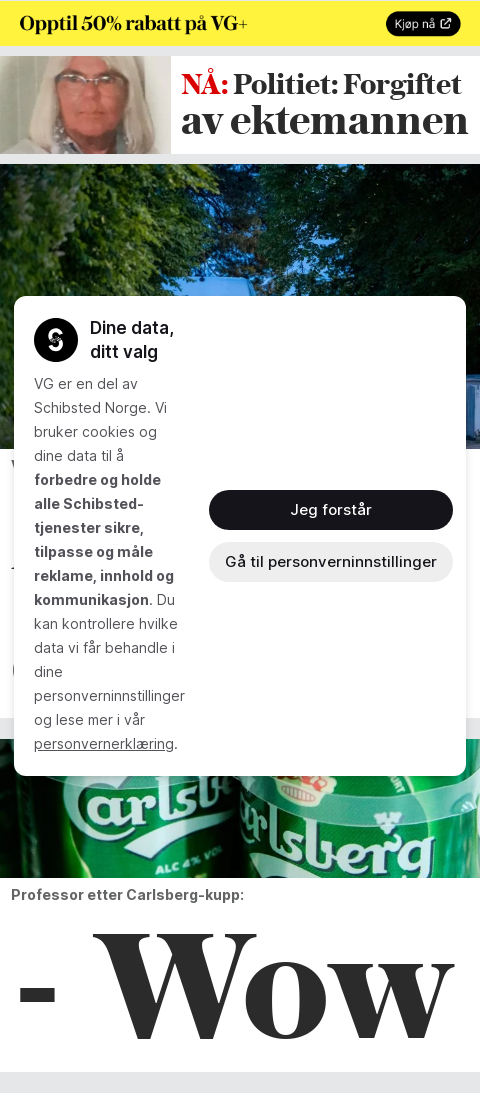 Opptil 50% rabatt på VG+
Kjøp nå
NÅ: Politiet: Forgiftet
av ektemannen
Dine data,
ditt valg
VG er en del av
Schibsted Norge. Vi
bruker cookies og
dine data til å
forbedre og holde
alle Schibsted-
tjenester sikre,
tilpasse og måle
reklame, innhold og
kommunikasjon. Du
kan kontrollere hvilke
data vi får behandle i
dine
personverninnstillinger
og lese mer i vår
personvernerklæring.
Jeg forstår
Gå til personverninnstillinger
Carlsberg
ALC 4% VOL
Carlsberg
Professor etter Carlsberg-kupp:
- Wow